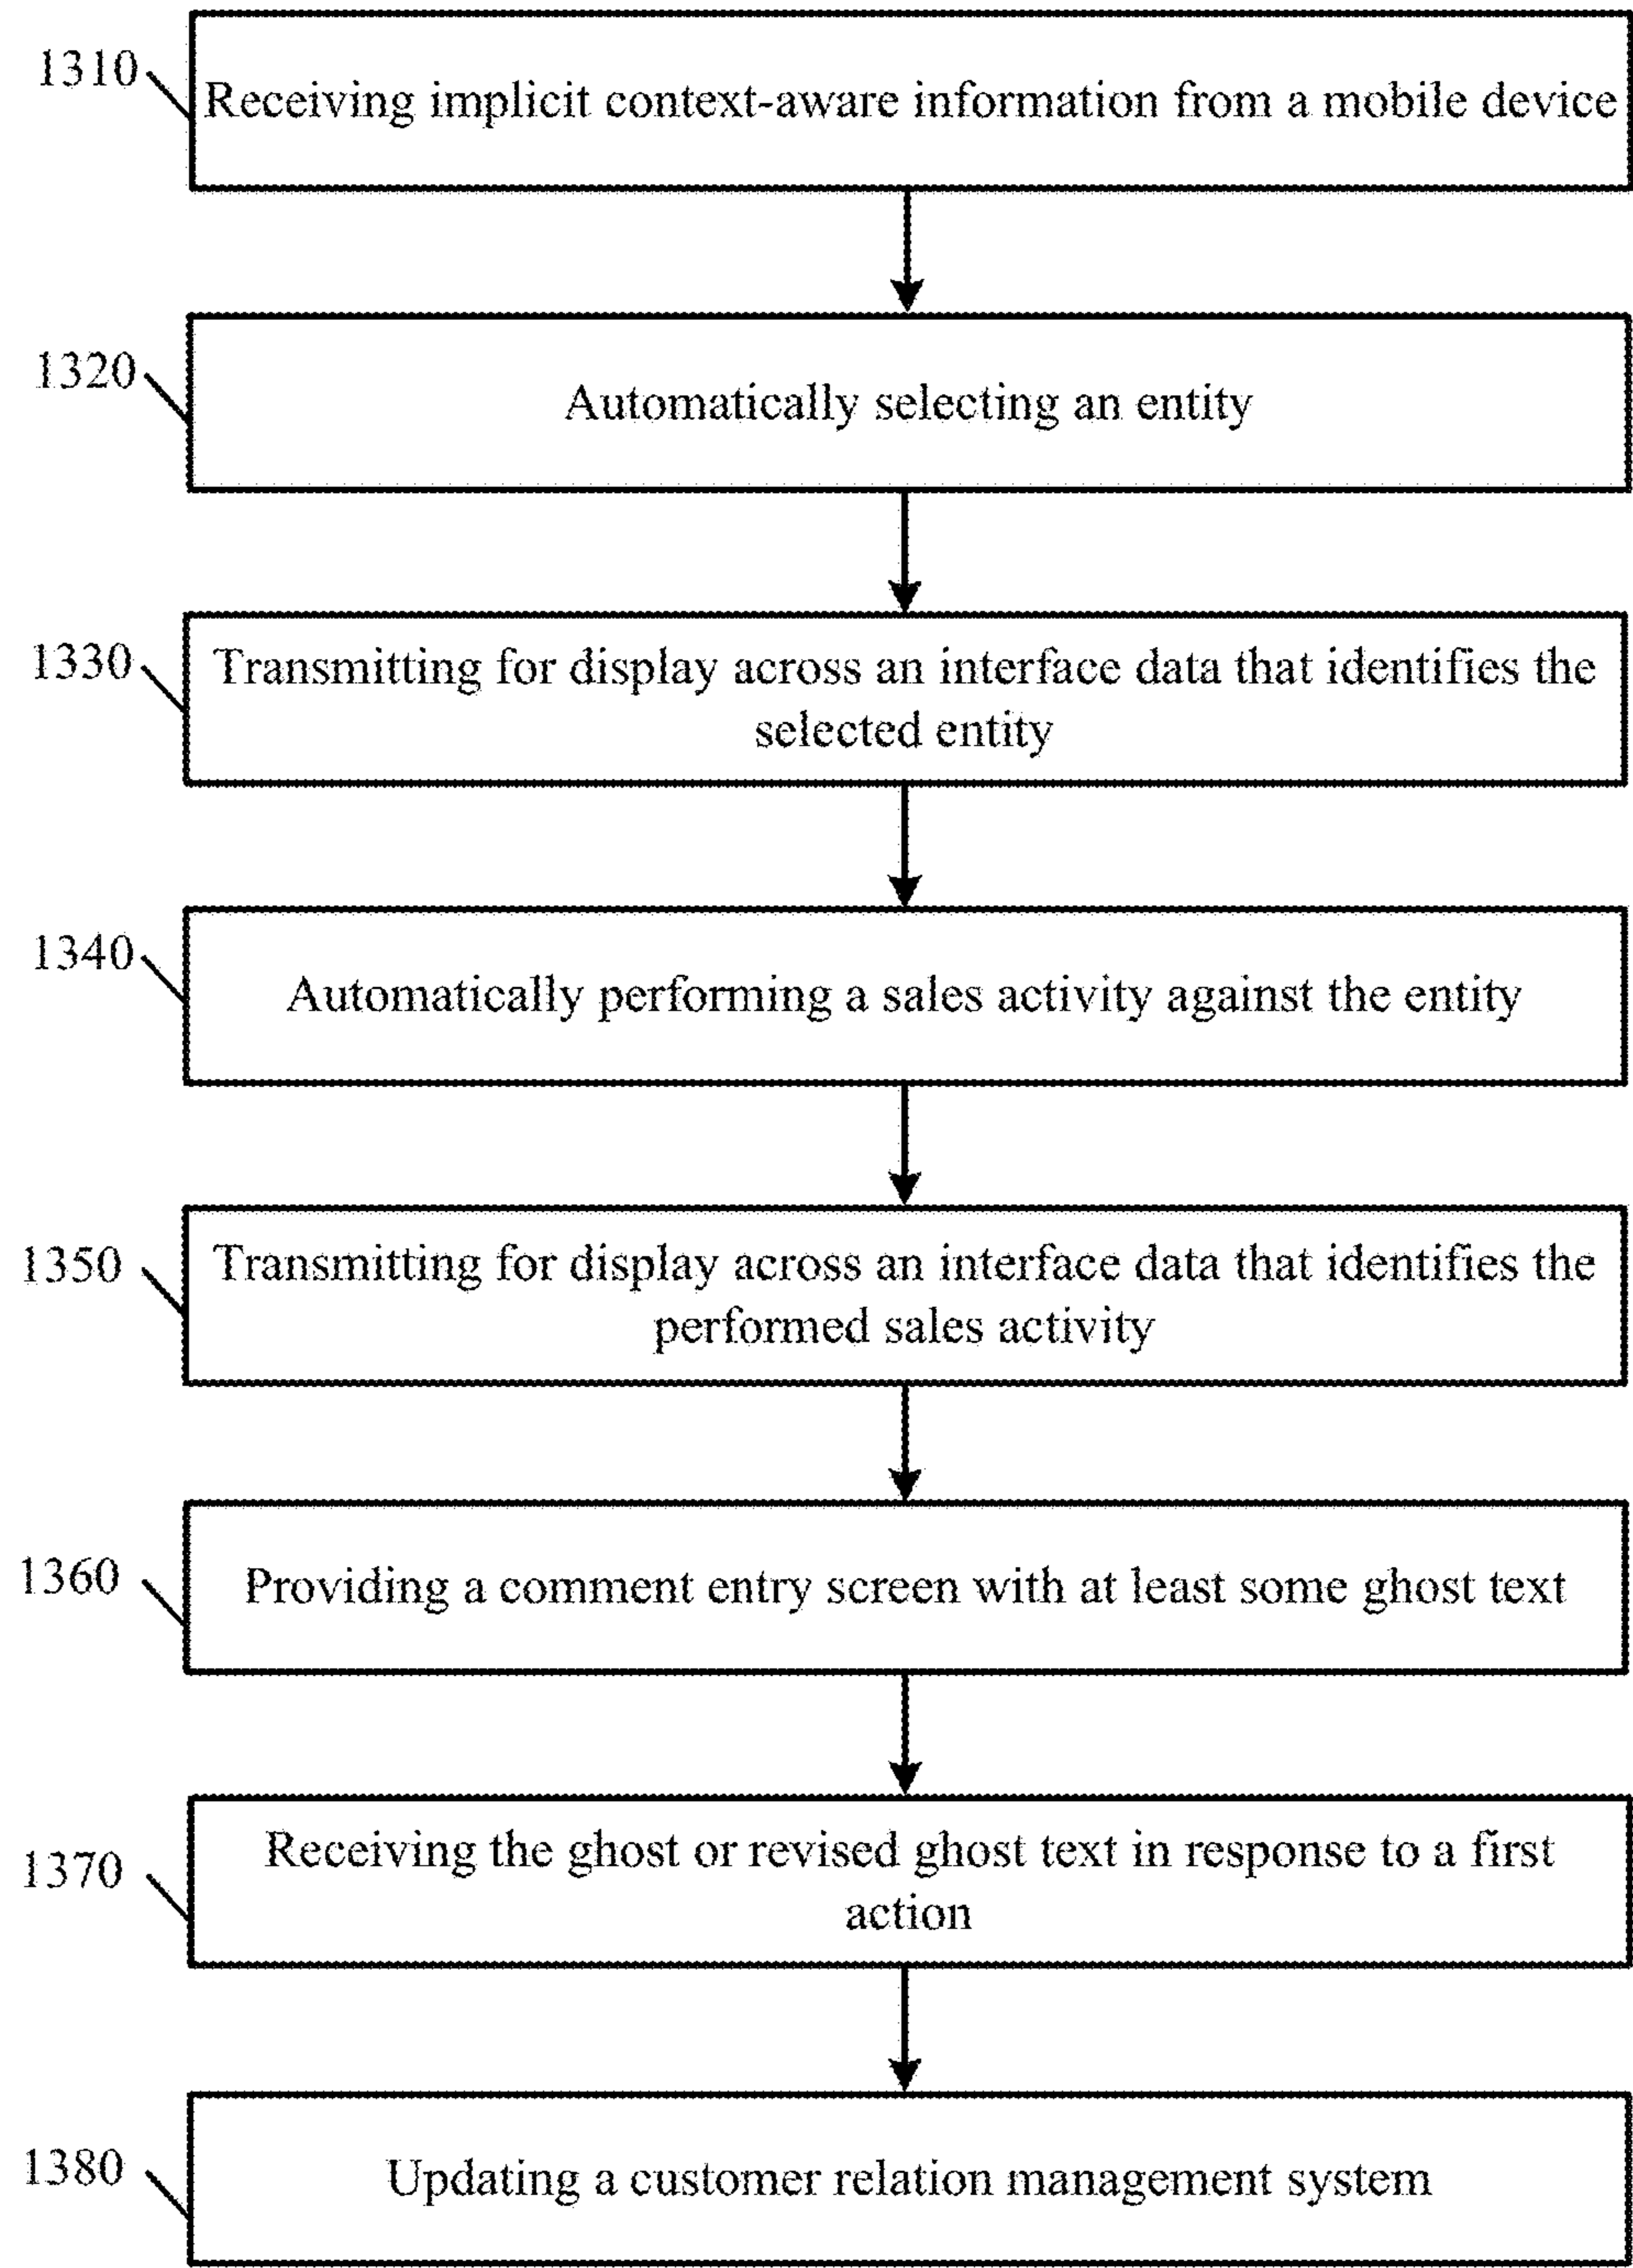 1310
Receiving implicit context-aware information from a mobile device
1320
Automatically selecting an entity
1330
Transmitting for display across an interface data that identifies the
selected entity
1340
Automatically performing a sales activity against the entity
1350
Transmitting for display across an interface data that identifies the
performed sales activity
1360
Providing a comment entry screen with at least some ghost text
1370
Receiving the ghost or revised ghost text in response to a first
action
1380
Updating a customer relation management system